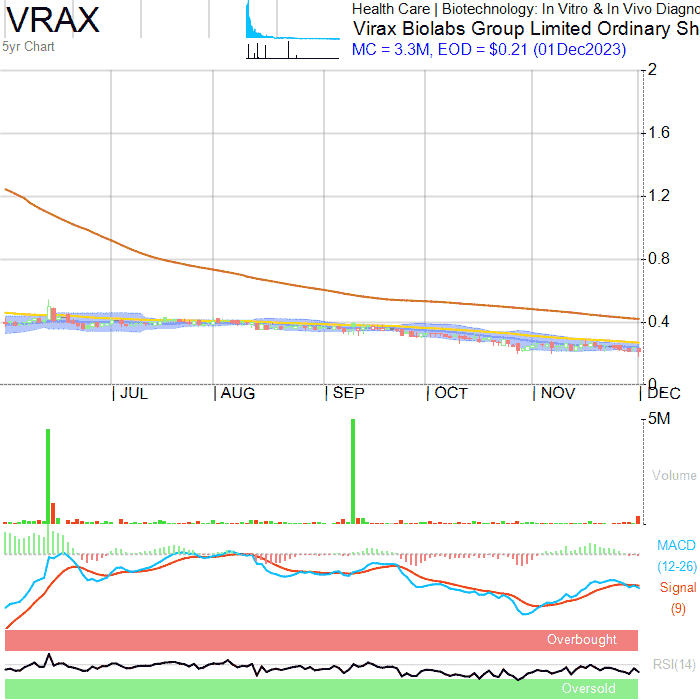 VRAX
5yr Chart
Health Care | Biotechnology: In Vitro & In Vivo Diagno
Virax Biolabs Group Limited Ordinary Sh
MC = 3.3M, EOD = $0.21 (01Dec2023)
2
1.6
1.2
0.8
0.4
0
JUL
AUG
SEP
OCT
NOV
DEC
5M
Volume
MACD
(12-26)
Signal
(9)
Overbought
RSI(14)
Oversold